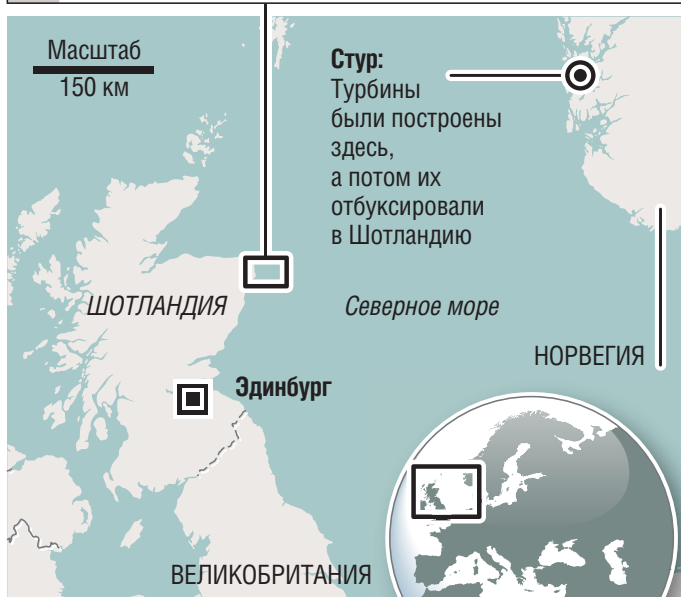 Масштаб
150 км
Стур:
Турбины
были построены
здесь,
а потом их
отбуксировали
в Шотландию
ШОТЛАНДИЯ
Северное море
НОРВЕГИЯ
Эдинбург
ВЕЛИКОБРИТАНИЯ